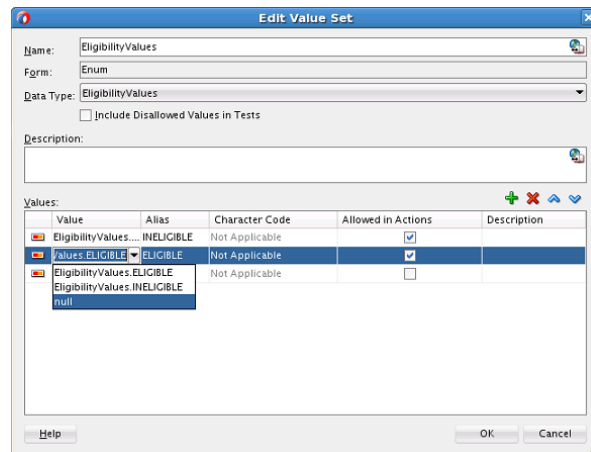 Edit Value Set
Name: EligibilityValues
Form: Enum
Data Type: EligibilityValues
Include Disallowed Values in Tests
Description:
Values:
Value Alias Character Code Allowed in Actions Description
EligibilityValues.... INELIGIBLE Not Applicable
Values.ELIGIBLE ELIGIBLE Not Applicable
EligibilityValues.ELIGIBLE Not Applicable
EligibilityValues.INELIGIBLE
null
Help OK Cancel